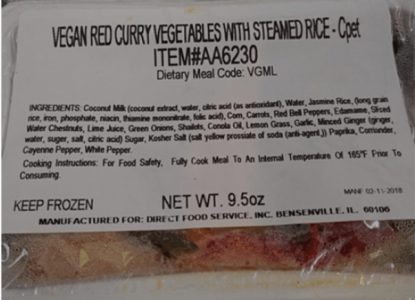 VEGAN RED CURRY VEGETABLES WITH STEAMED RICE - Cpet
ITEM#AA6230
Dietary Meal Code: VGML
INGREDIENTS: Coconut Milk (coconut extract, water, citric acid (as antioxidant), Water, Jasmine Rice, (long grain
rice, iron, phosphate, niacin, thiamine mononitrate, folic acid), Corn, Carrots, Red Bell Peppers, Edamame, Sliced
Water Chestnuts, Lime Juice, Green Onions, Shallots, Canola Oil, Lemon Grass, Garlic, Minced Ginger (ginger,
water, suger, salt, citric acid) Sugar, Kosher Salt (salt yellow prossiate of soda (anti-agent,)) Paprika, Corriander,
Cayenne Pepper, White Pepper.
Cooking Instructions: For Food Safety, Fully Cook Meal To An Internal Temperature Of 165°F Prior To
Consuming.
MANF 02-11-2018
KEEP FROZEN NET WT. 9.5oz
MANUFACTURED FOR: DIRECT FOOD SERVICE, INC. BENSENVILLE, IL. 60106